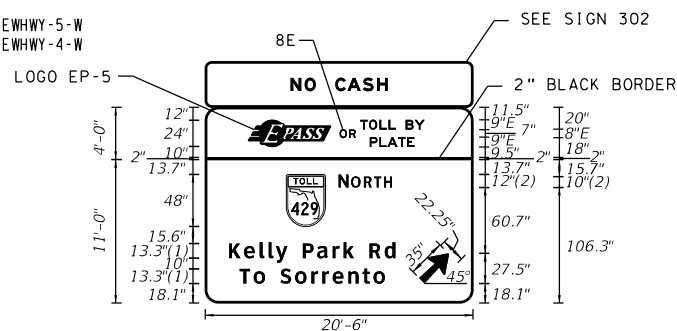 EWHWY-5-W
EWHWY-4-W
8E
SEE SIGN 302
LOGO EP-5
NO CASH
2" BLACK BORDER
EPASS
OR
TOLL BY
PLATE
TOLL
429
NORTH
Kelly Park Rd
To Sorrento
22.25"
35"
45°
20'-6"
4'-0"
11'-0"
12"
24"
10"
2"
13.7"
48"
15.6"
13.3"(1)
10"
13.3"(1)
18.1"
11.5"
9"E
7"
9"E
9.5"
2"
13.7"
12"(2)
60.7"
27.5"
18.1"
20"
8"E
18"
2"
15.7"
10"(2)
106.3"